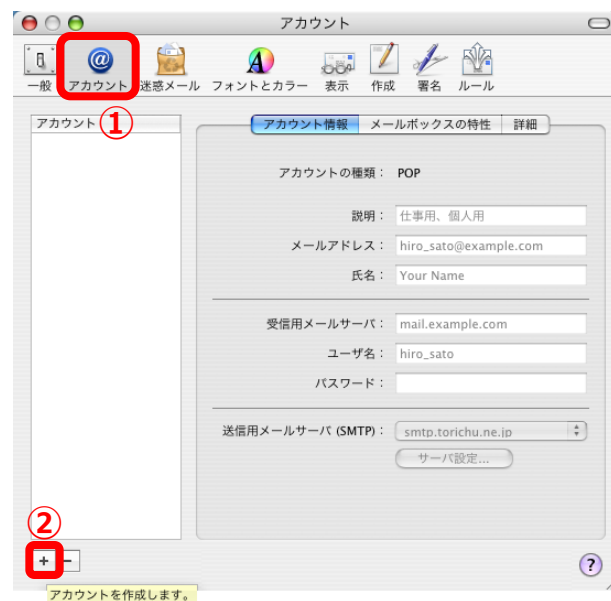 アカウント
一般 アカウント 迷惑メール フォントとカラー 表示 作成 署名 ルール
①
アカウント
アカウント情報 メールボックスの特性 詳細
アカウントの種類： POP
説明： 仕事用、個人用
メールアドレス： hiro_sato@example.com
氏名： Your Name
受信用メールサーバ： mail.example.com
ユーザ名： hiro_sato
パスワード：
送信用メールサーバ (SMTP)： smtp.torichu.ne.jp
サーバ設定...
②
+ − ?
アカウントを作成します。